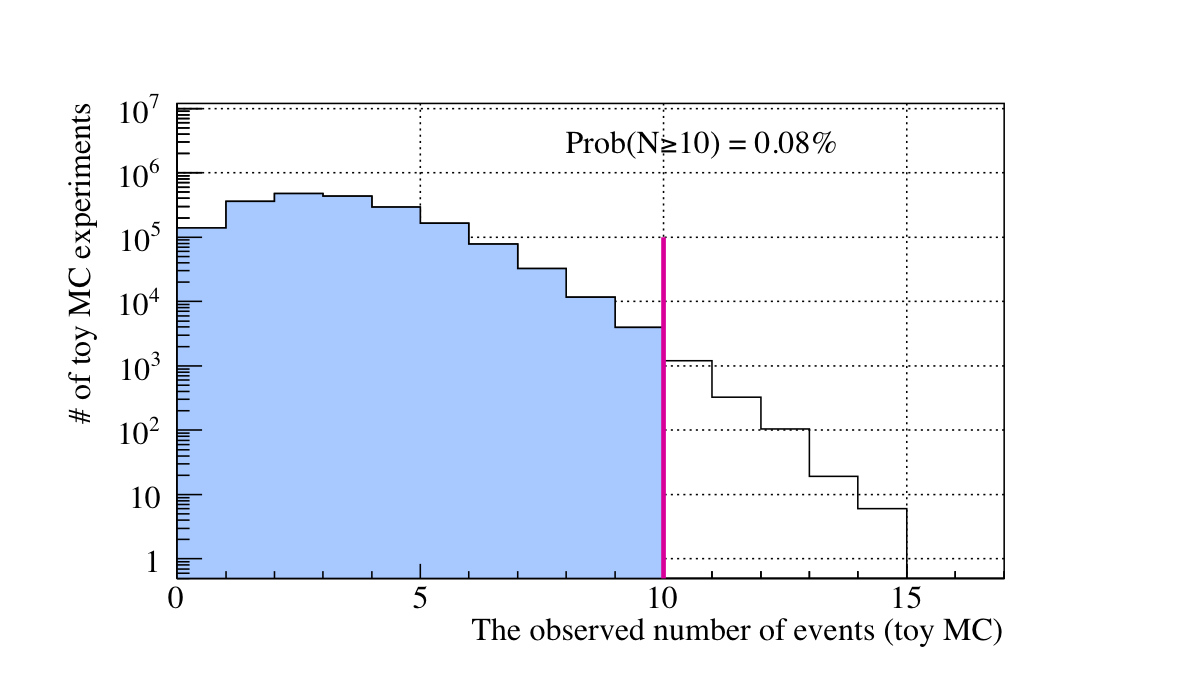 10⁷
Prob(N≥10) = 0.08%
10⁶
10⁵
10⁴
10³
10²
10
1
# of toy MC experiments
0 5 10 15
The observed number of events (toy MC)